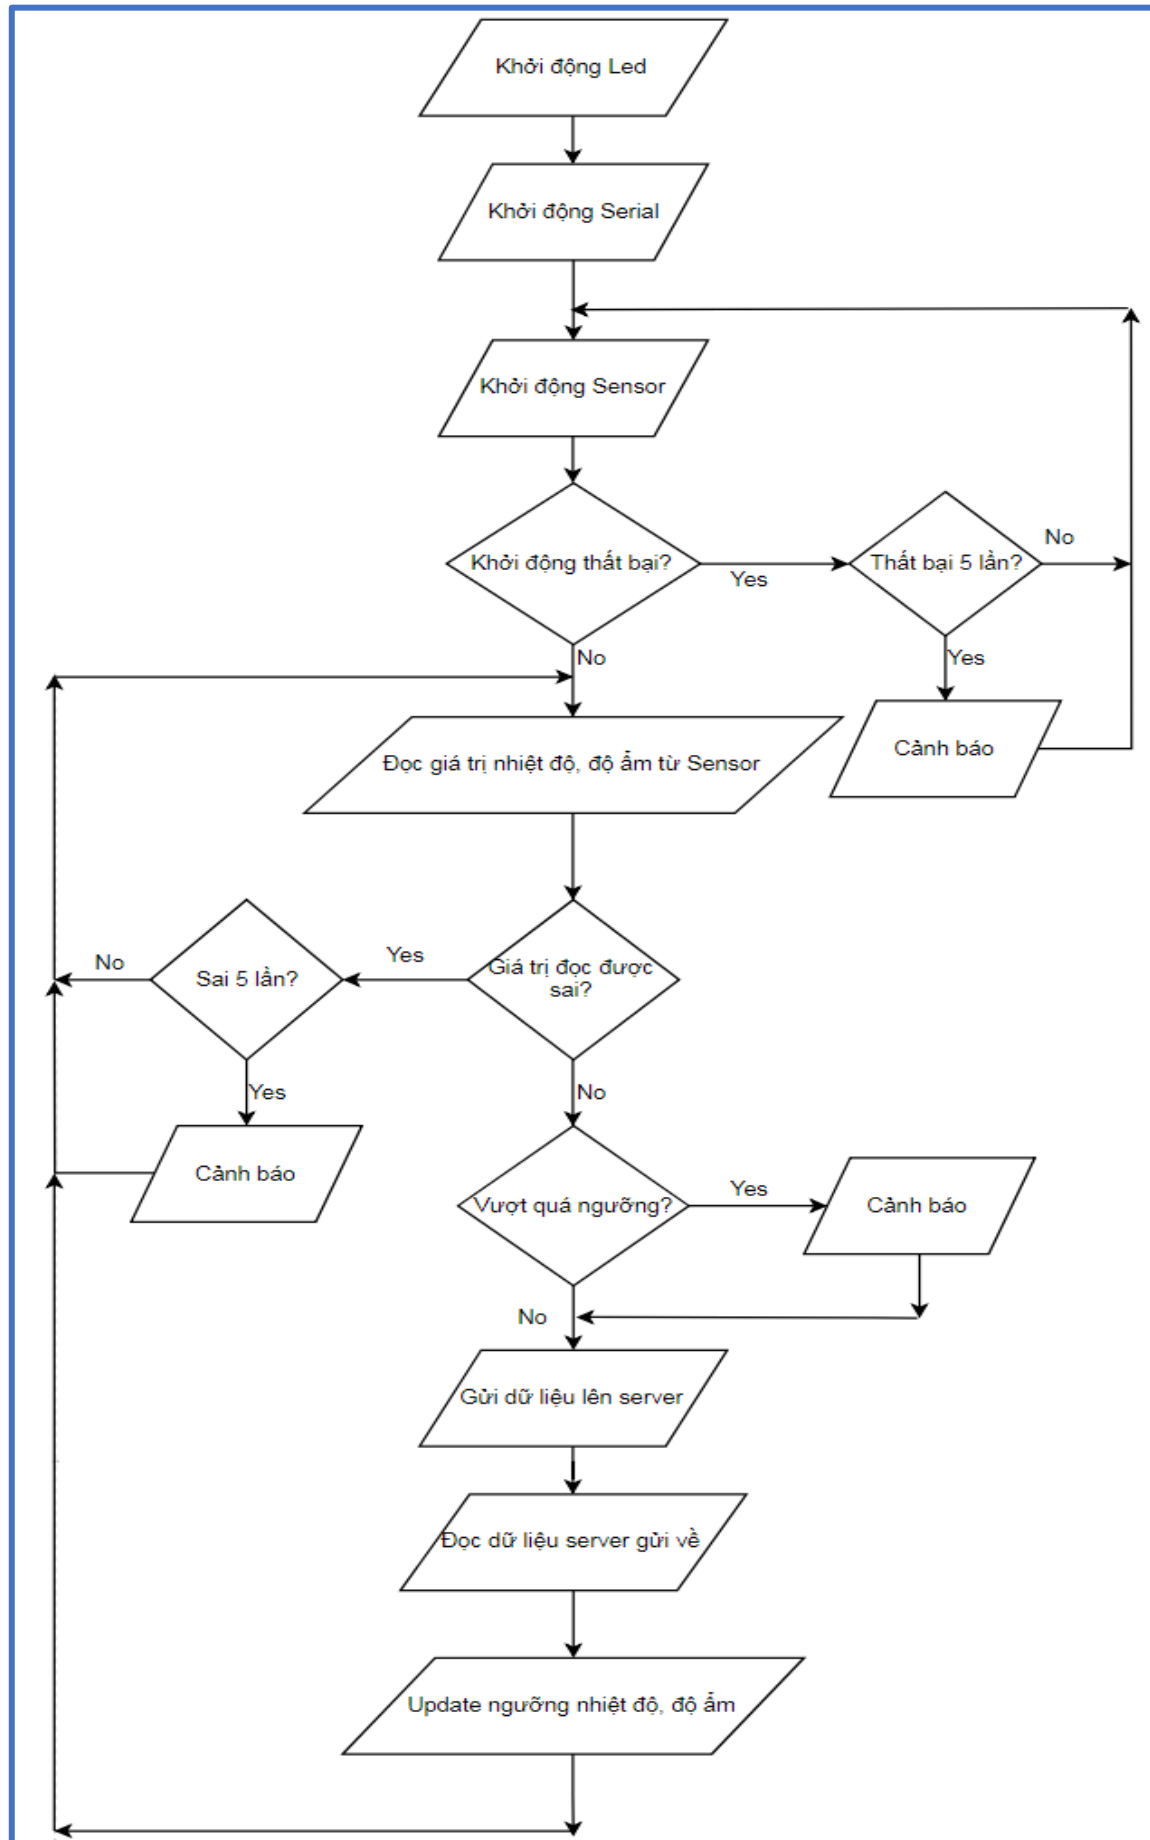 Khởi động Led
Khởi động Serial
Khởi động Sensor
Khởi động thất bại?
Yes
Thất bại 5 lần?
No
No
Yes
Cảnh báo
Đọc giá trị nhiệt độ, độ ẩm từ Sensor
Giá trị đọc được
sai?
Yes
Sai 5 lần?
No
Yes
Cảnh báo
No
Vượt quá ngưỡng?
Yes
Cảnh báo
No
Gửi dữ liệu lên server
Đọc dữ liệu server gửi về
Update ngưỡng nhiệt độ, độ ẩm